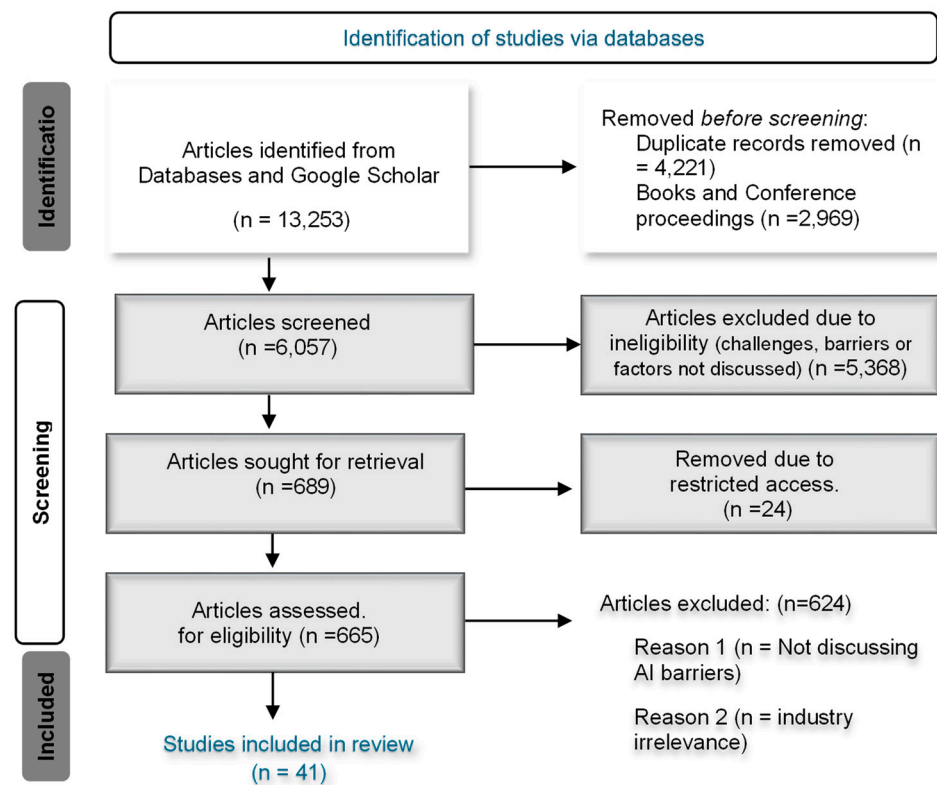 Identification of studies via databases
Identificatio
Articles identified from
Databases and Google Scholar
(n = 13,253)
Removed before screening:
Duplicate records removed (n
= 4,221)
Books and Conference
proceedings (n =2,969)
Screening
Articles screened
(n =6,057)
Articles excluded due to
ineligibility (challenges, barriers or
factors not discussed) (n =5,368)
Articles sought for retrieval
(n =689)
Removed due to
restricted access.
(n =24)
Articles assessed.
for eligibility (n =665)
Articles excluded: (n=624)
Reason 1 (n = Not discussing
AI barriers)
Reason 2 (n = industry
irrelevance)
Included
Studies included in review
(n = 41)